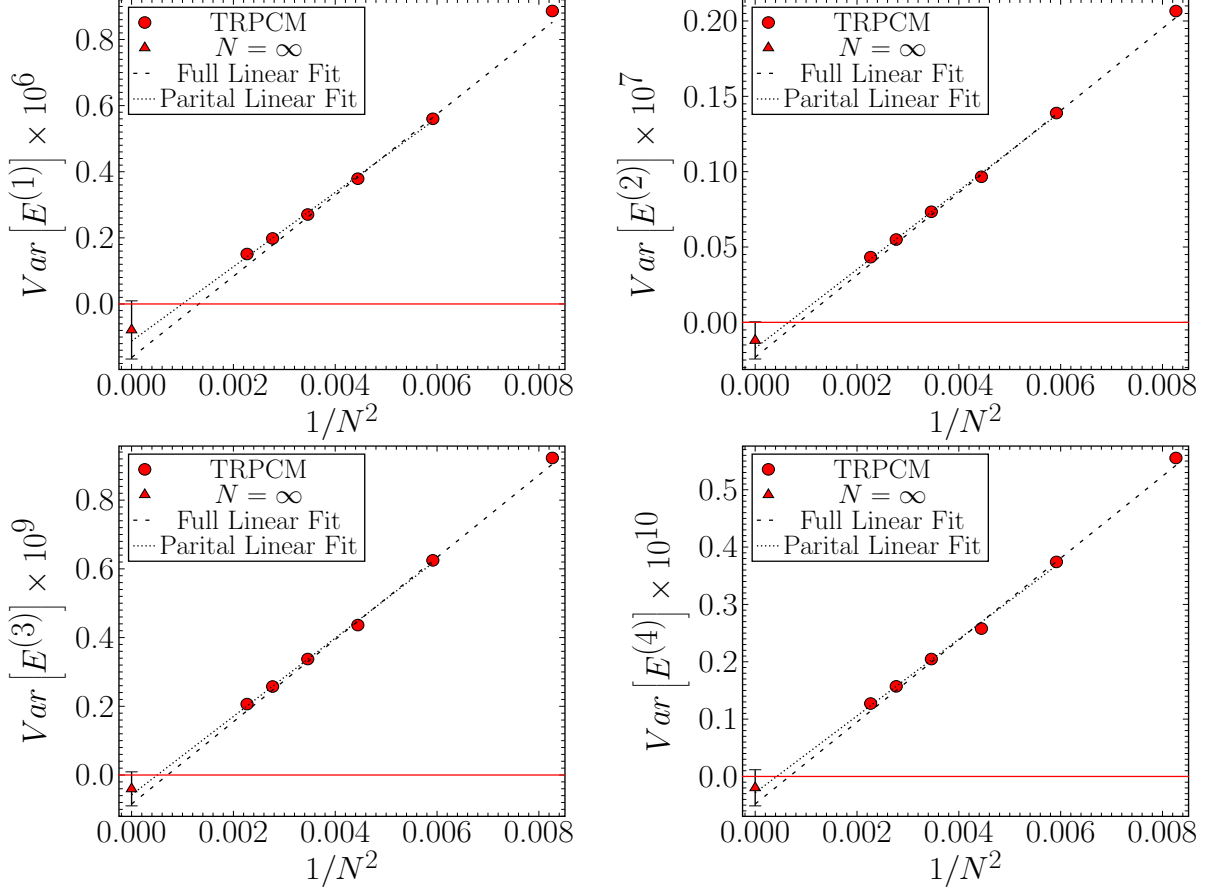 TRPCM
N = ∞
Full Linear Fit
Parital Linear Fit
Var [E^(1)] × 10^6
0.8
0.6
0.4
0.2
0.0
0.000 0.002 0.004 0.006 0.008
1/N^2
TRPCM
N = ∞
Full Linear Fit
Parital Linear Fit
Var [E^(2)] × 10^7
0.20
0.15
0.10
0.05
0.00
0.000 0.002 0.004 0.006 0.008
1/N^2
TRPCM
N = ∞
Full Linear Fit
Parital Linear Fit
Var [E^(3)] × 10^9
0.8
0.6
0.4
0.2
0.0
0.000 0.002 0.004 0.006 0.008
1/N^2
TRPCM
N = ∞
Full Linear Fit
Parital Linear Fit
Var [E^(4)] × 10^10
0.5
0.4
0.3
0.2
0.1
0.0
0.000 0.002 0.004 0.006 0.008
1/N^2